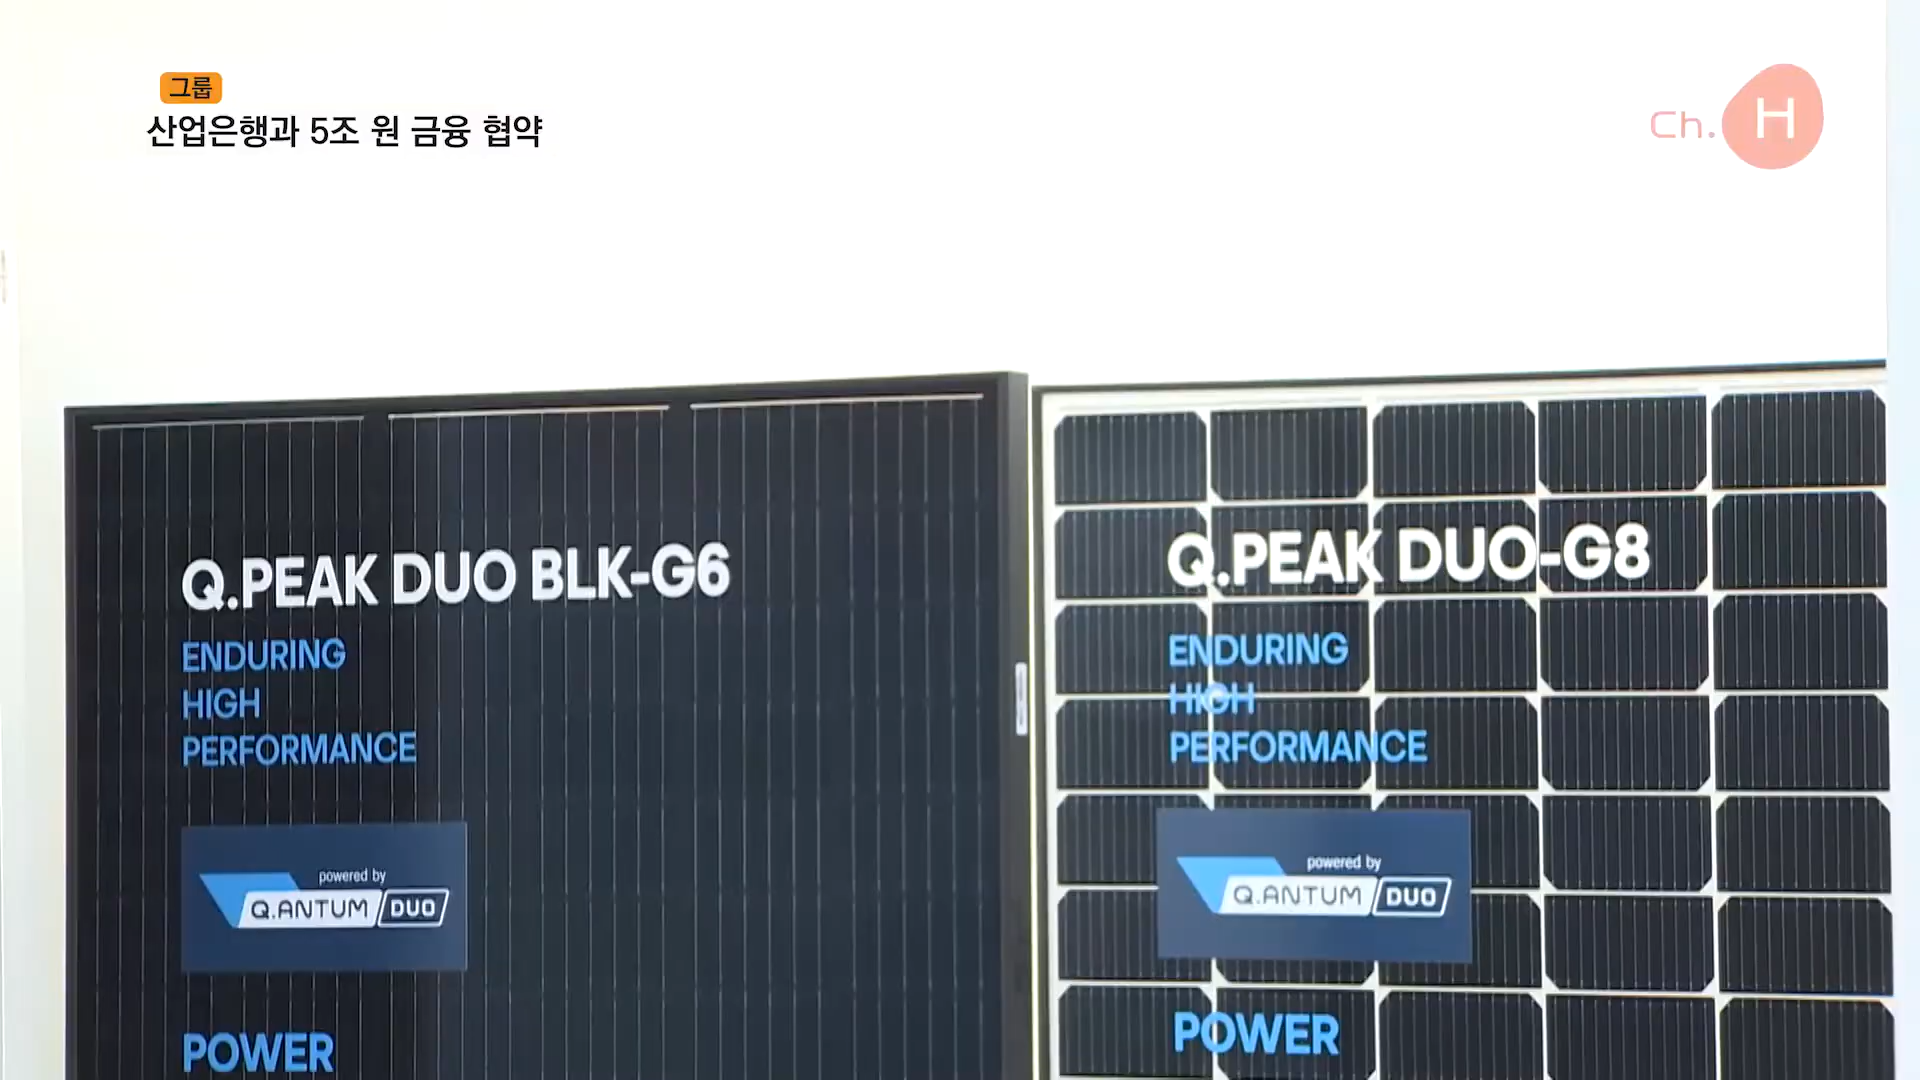 그룹
산업은행과 5조 원 금융 협약
Ch. H
Q.PEAK DUO BLK-G6
ENDURING
HIGH
PERFORMANCE
powered by
Q.ANTUM DUO
POWER
Q.PEAK DUO-G8
ENDURING
HIGH
PERFORMANCE
powered by
Q.ANTUM DUO
POWER